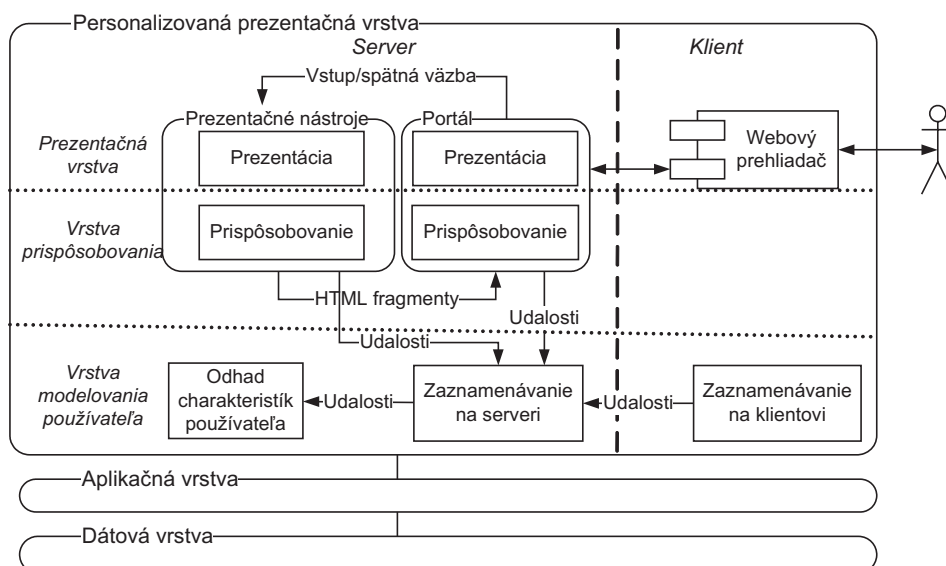 Personalizovaná prezentačná vrstva
Server
Klient
Vstup/spätná väzba
Prezentačné nástroje
Portál
Prezentačná
vrstva
Prezentácia
Prezentácia
Webový
prehliadač
Vrstva
prispôsobovania
Prispôsobovanie
Prispôsobovanie
HTML fragmenty
Udalosti
Udalosti
Vrstva
modelovania
používateľa
Odhad
charakteristík
používateľa
Udalosti
Zaznamenávanie
na serveri
Udalosti
Zaznamenávanie
na klientovi
Aplikačná vrstva
Dátová vrstva